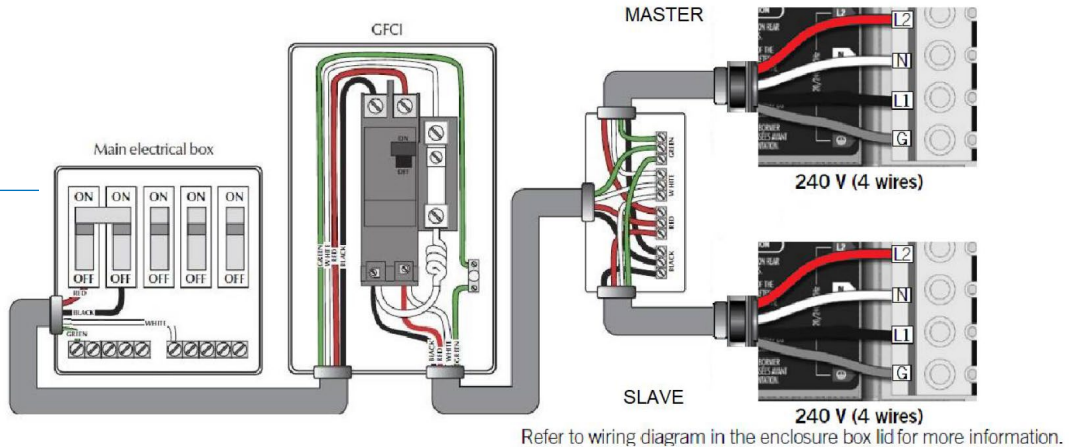 MASTER
GFCI
Main electrical box
ON ON ON ON ON
OFF OFF OFF OFF OFF
RED
BLACK
WHITE
GREEN
GREEN
WHITE
RED
BLACK
ON
OFF
BLACK
RED
WHITE
GREEN
GREEN
WHITE
RED
BLACK
L2
N
L1
G
240 V (4 wires)
L2
N
L1
G
SLAVE
240 V (4 wires)
Refer to wiring diagram in the enclosure box lid for more information.